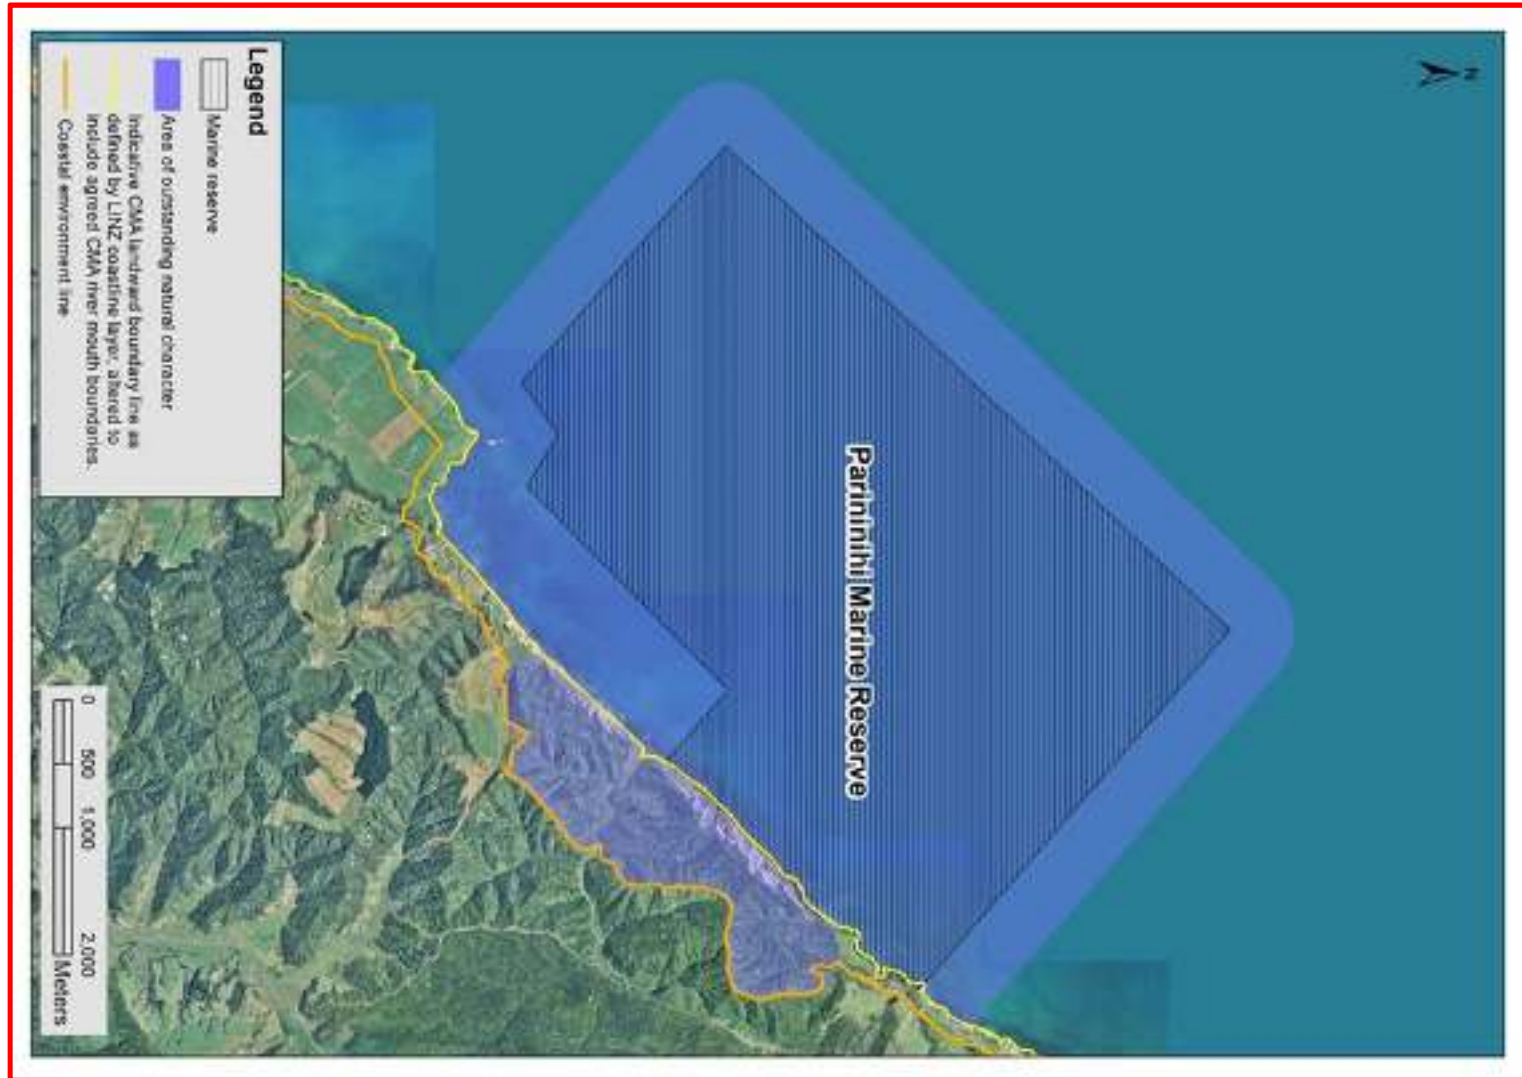 N
Parininihi Marine Reserve
Legend
Marine reserve
Area of outstanding natural character
Indicative CMA landward boundary line as
defined by LINZ coastline layer, altered to
include agreed CMA river mouth boundaries.
Coastal environment line
0 500 1,000 2,000
Meters